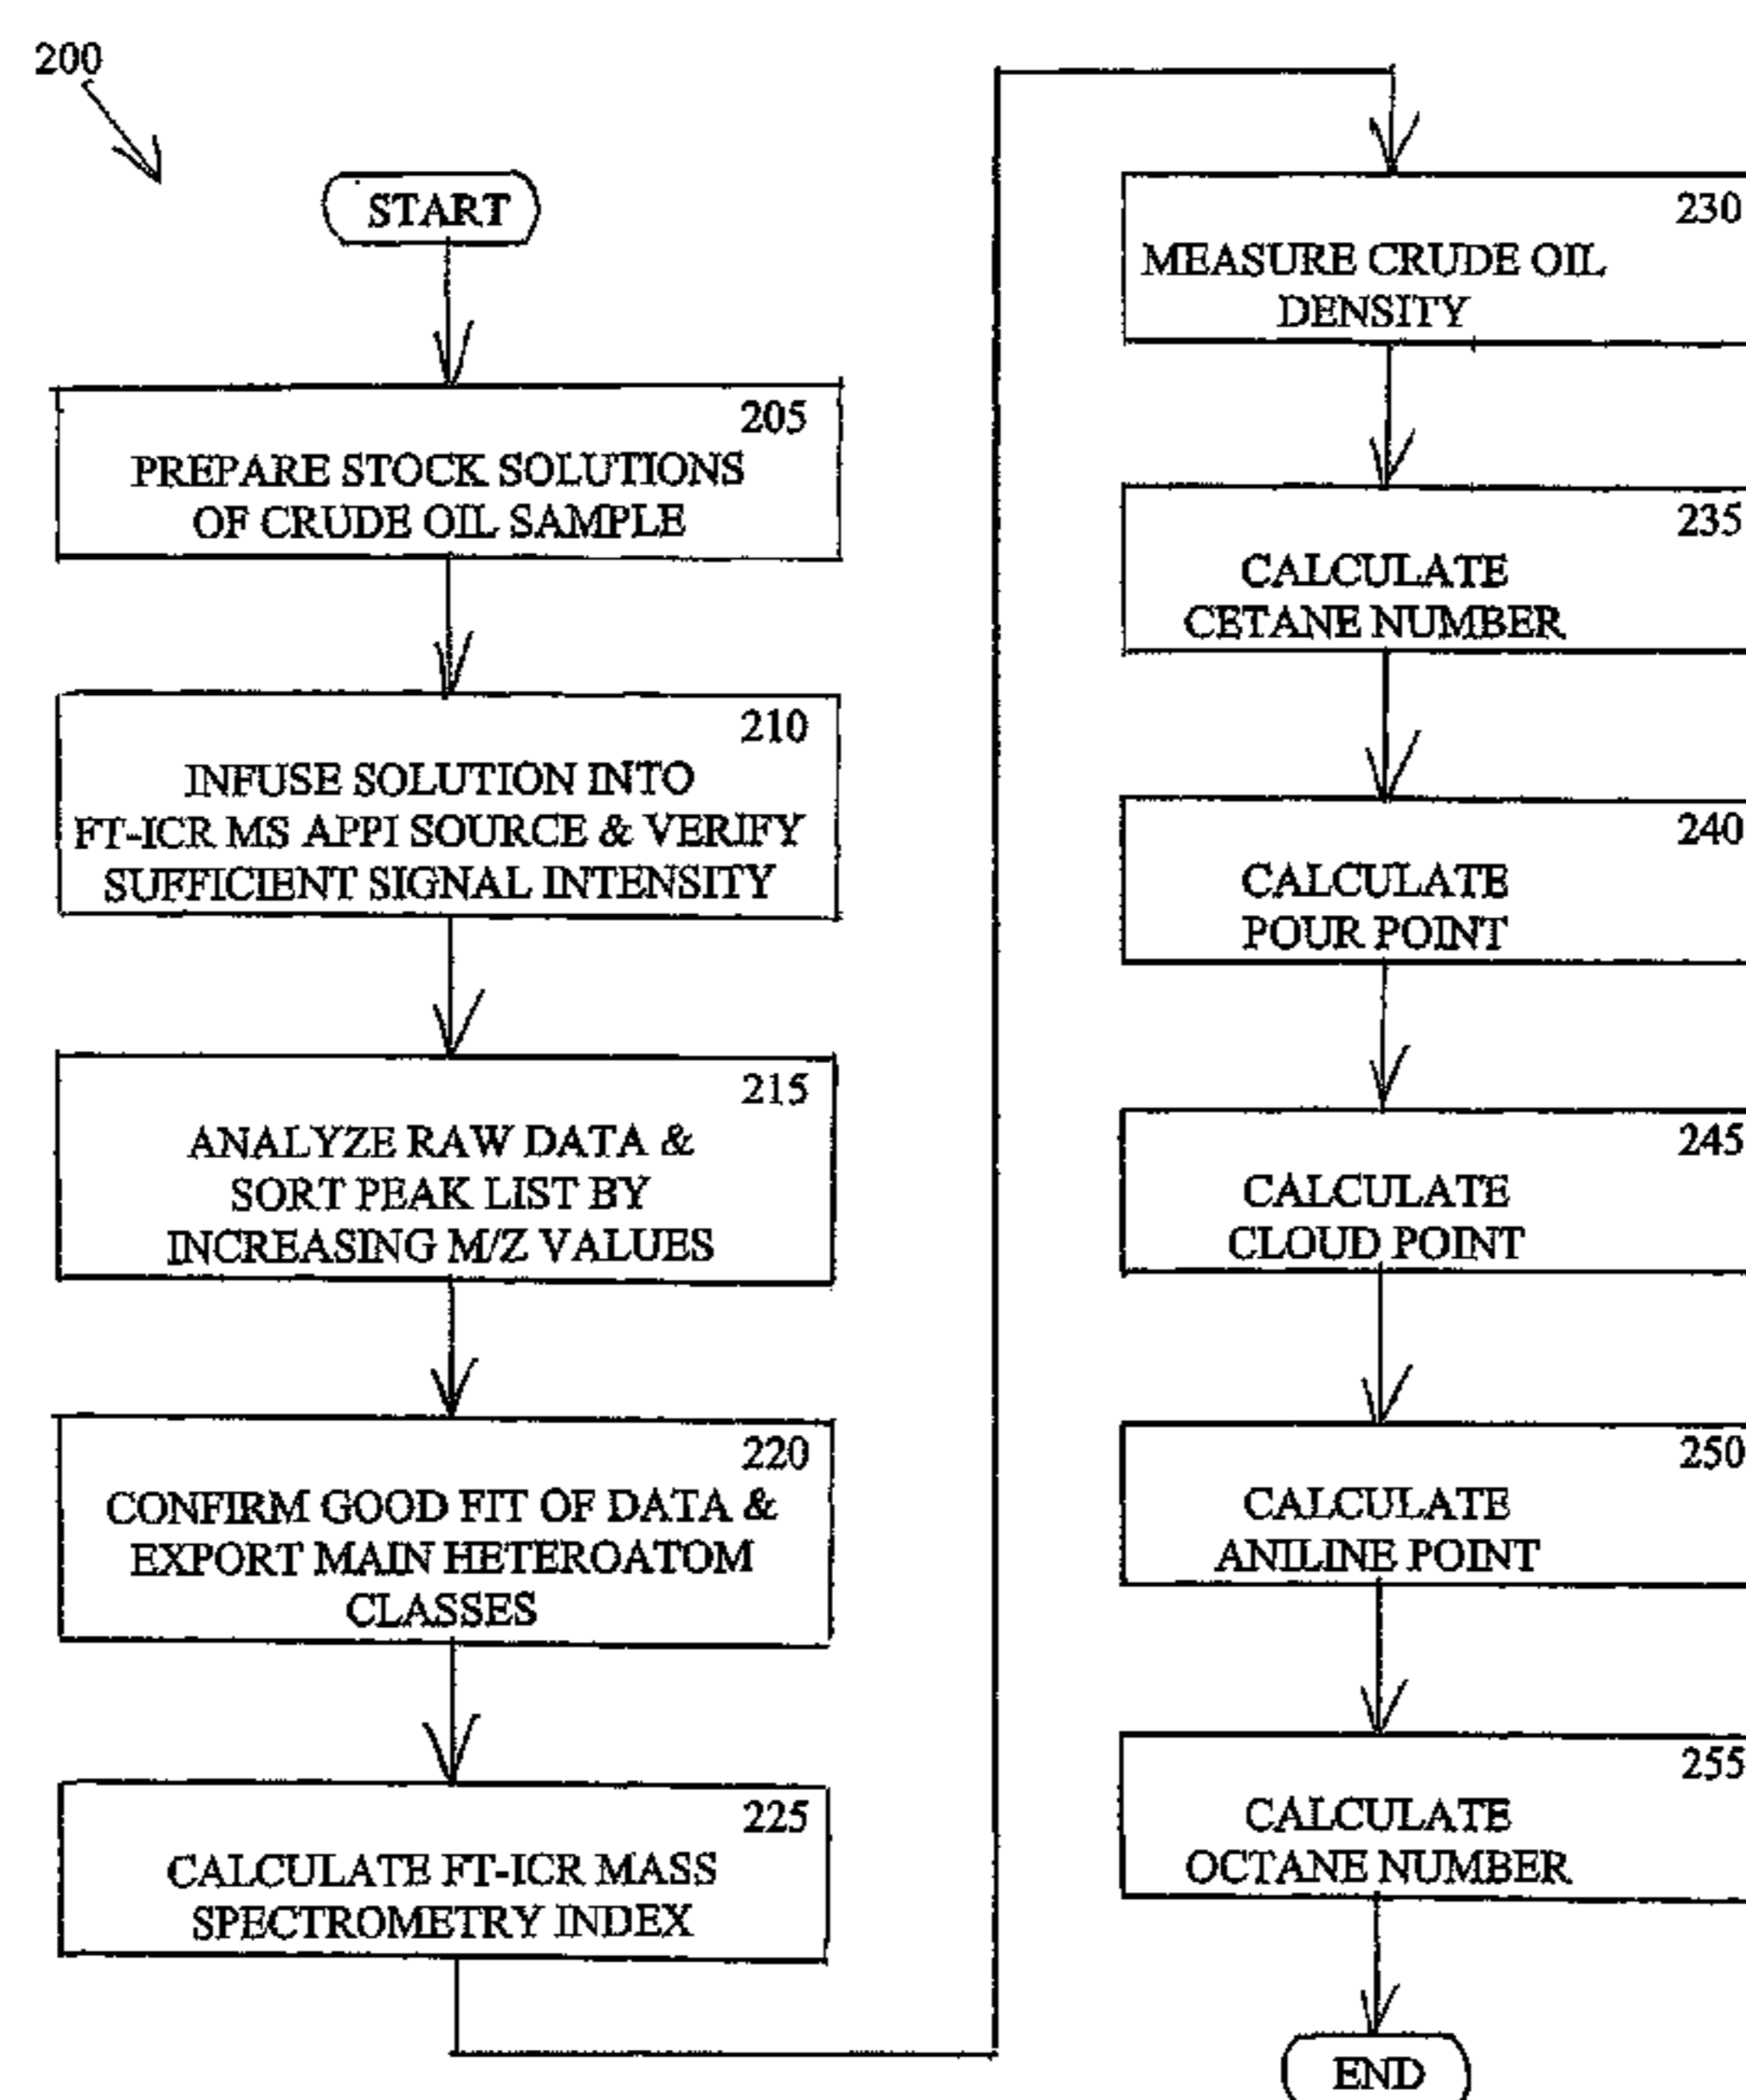 200
START
205
PREPARE STOCK SOLUTIONS
OF CRUDE OIL SAMPLE
210
INFUSE SOLUTION INTO
FT-ICR MS APPI SOURCE & VERIFY
SUFFICIENT SIGNAL INTENSITY
215
ANALYZE RAW DATA &
SORT PEAK LIST BY
INCREASING M/Z VALUES
220
CONFIRM GOOD FIT OF DATA &
EXPORT MAIN HETEROATOM
CLASSES
225
CALCULATE FT-ICR MASS
SPECTROMETRY INDEX
230
MEASURE CRUDE OIL
DENSITY
235
CALCULATE
CETANE NUMBER
240
CALCULATE
POUR POINT
245
CALCULATE
CLOUD POINT
250
CALCULATE
ANILINE POINT
255
CALCULATE
OCTANE NUMBER
END